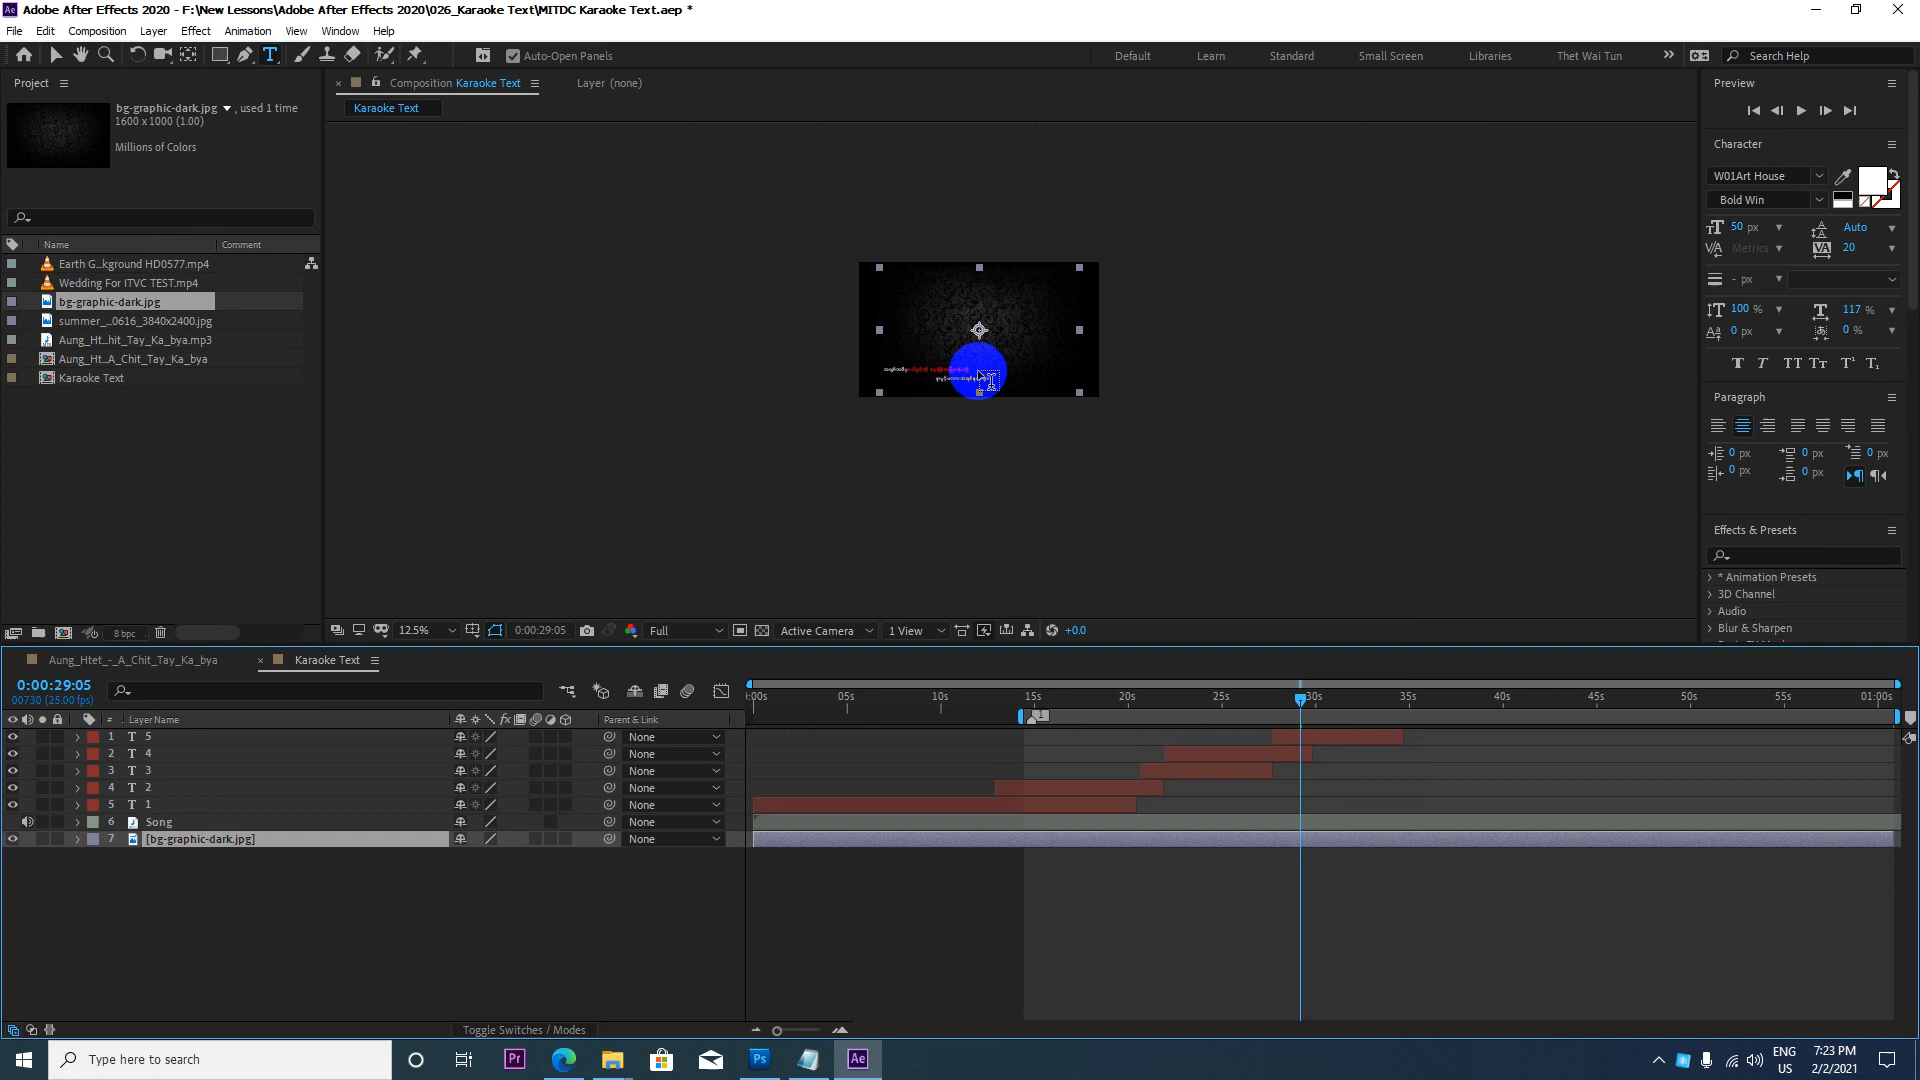 Adobe After Effects 2020 - F:\New Lessons\Adobe After Effects 2020\026_Karaoke Text\MITDC Karaoke Text.aep *
File Edit Composition Layer Effect Animation View Window Help
Auto-Open Panels Default Learn Standard Small Screen Libraries Thet Wai Tun Search Help
Project
bg-graphic-dark.jpg , used 1 time
1600 x 1000 (1.00)
Millions of Colors
Name Comment
Earth G...kground HD0577.mp4
Wedding For ITVC TEST.mp4
bg-graphic-dark.jpg
summer_...0616_3840x2400.jpg
Aung_Ht...hit_Tay_Ka_bya.mp3
Aung_Ht...A_Chit_Tay_Ka_bya
Karaoke Text
8 bpc
Composition Karaoke Text Layer (none)
Karaoke Text
12.5% 0:00:29:05 Full Active Camera 1 View +0.0
Preview
Character
W01Art House
Bold Win
50 px Auto
Metrics 20
- px
100 % 117 %
0 px 0 %
Paragraph
0 px 0 px 0 px
0 px 0 px
Effects & Presets
* Animation Presets
3D Channel
Audio
Blur & Sharpen
Aung_Htet_-_A_Chit_Tay_Ka_bya Karaoke Text
0:00:29:05
00730 (25.00 fps)
:00s 05s 10s 15s 20s 25s 30s 35s 40s 45s 50s 55s 01:00s
1
# Layer Name Parent & Link
1 T 5 None
2 T 4 None
3 T 3 None
4 T 2 None
5 T 1 None
6 Song None
7 [bg-graphic-dark.jpg] None
Toggle Switches / Modes
Type here to search
ENG
US
7:23 PM
2/2/2021